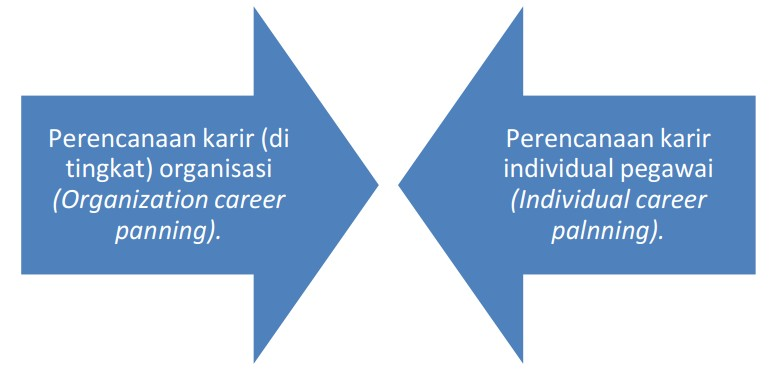 Perencanaan karir (di
tingkat) organisasi
(Organization career
panning).
Perencanaan karir
individual pegawai
(Individual career
palnning).